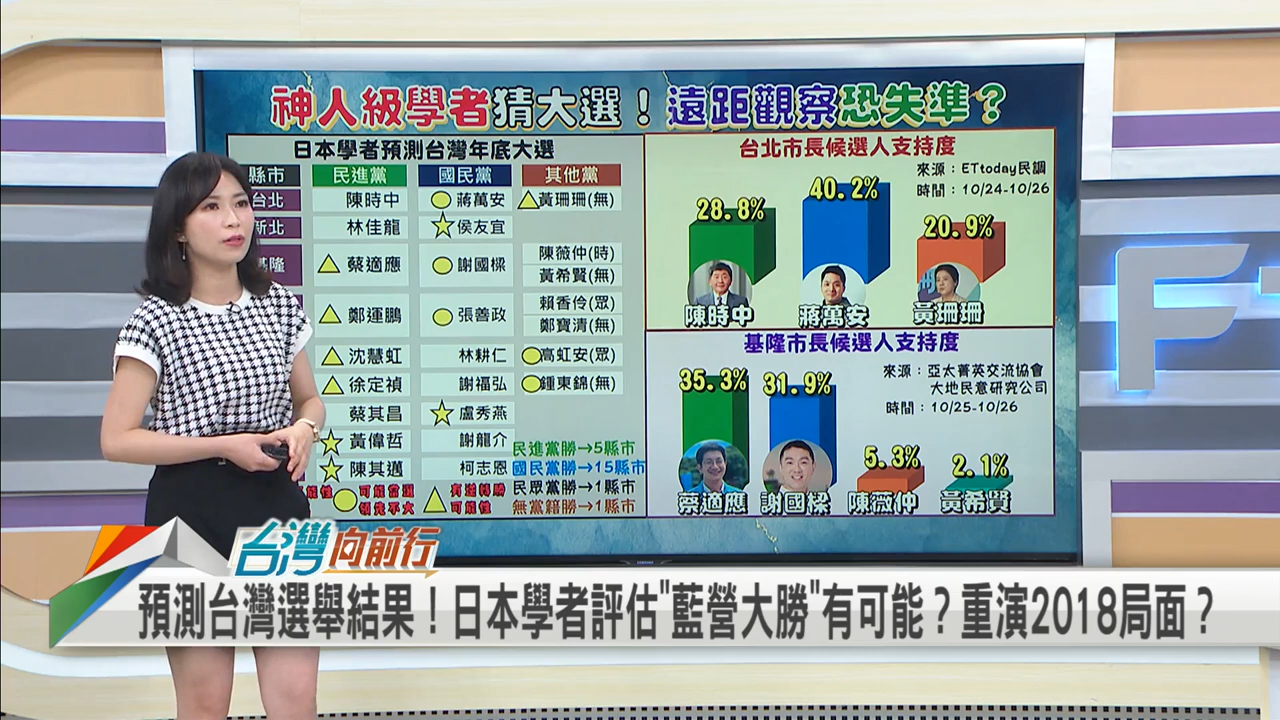 神人級學者猜大選！遠距觀察恐失準？
日本學者預測台灣年底大選
縣市 民進黨 國民黨 其他黨
台北 陳時中 蔣萬安 黃珊珊(無)
新北 林佳龍 侯友宜
基隆 蔡適應 謝國樑 陳薇仲(時)
黃希賢(無)
鄭運鵬 張善政 賴香伶(眾)
鄭寶清(無)
沈慧虹 林耕仁 高虹安(眾)
徐定禎 謝福弘 鍾東錦(無)
蔡其昌 盧秀燕
黃偉哲 謝龍介
陳其邁 柯志恩
民進黨勝→5縣市
國民黨勝→15縣市
民眾黨勝→1縣市
無黨籍勝→1縣市
能性 可能當選
領先不大
有逆轉勝
可能性
台北市長候選人支持度
來源：ETtoday民調
時間：10/24-10/26
28.8% 40.2% 20.9%
陳時中 蔣萬安 黃珊珊
基隆市長候選人支持度
來源：亞太菁英交流協會
大地民意研究公司
時間：10/25-10/26
35.3% 31.9% 5.3% 2.1%
蔡適應 謝國樑 陳薇仲 黃希賢
台灣向前行
預測台灣選舉結果！日本學者評估"藍營大勝"有可能？重演2018局面？